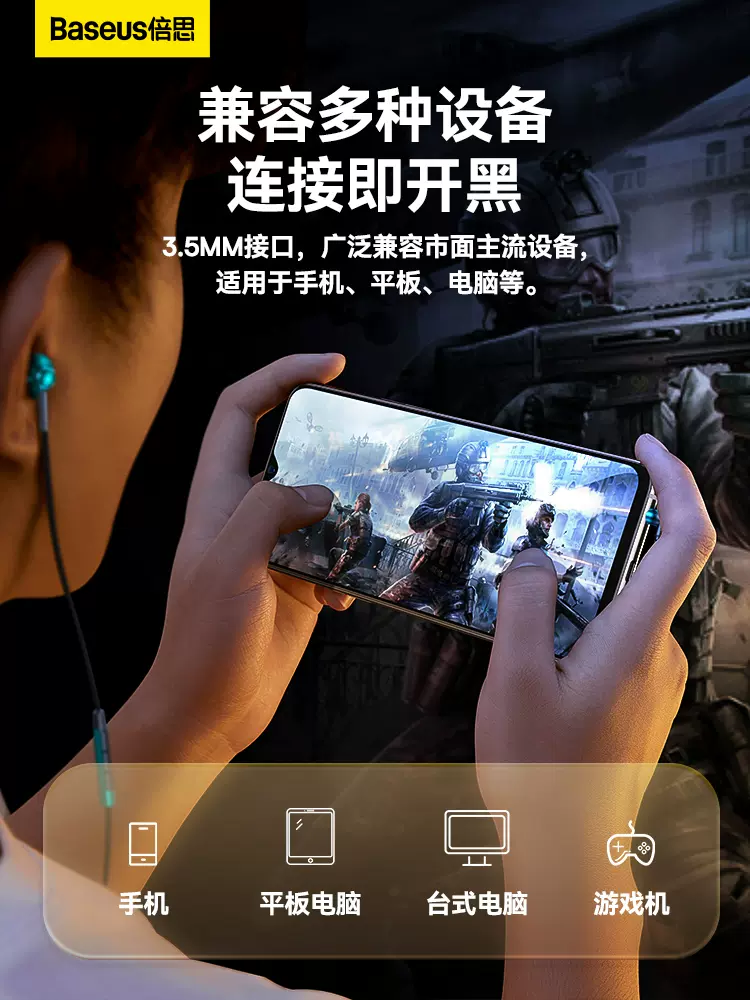 Baseus倍思
兼容多种设备
连接即开黑
3.5MM接口，广泛兼容市面主流设备，
适用于手机、平板、电脑等。
手机
平板电脑
台式电脑
游戏机